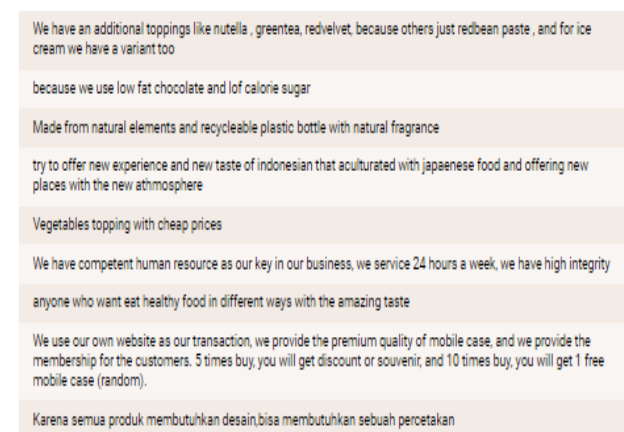 We have an additional toppings like nutella , greentea, redvelvet, because others just redbean paste , and for ice
cream we have a variant too
because we use low fat chocolate and lof calorie sugar
Made from natural elements and recycleable plastic bottle with natural fragrance
try to offer new experience and new taste of indonesian that aculturated with japaenese food and offering new
places with the new athmosphere
Vegetables topping with cheap prices
We have competent human resource as our key in our business, we service 24 hours a week, we have high integrity
anyone who want eat healthy food in different ways with the amazing taste
We use our own website as our transaction, we provide the premium quality of mobile case, and we provide the
membership for the customers. 5 times buy, you will get discount or souvenir, and 10 times buy, you will get 1 free
mobile case (random).
Karena semua produk membutuhkan desain,bisa membutuhkan sebuah percetakan